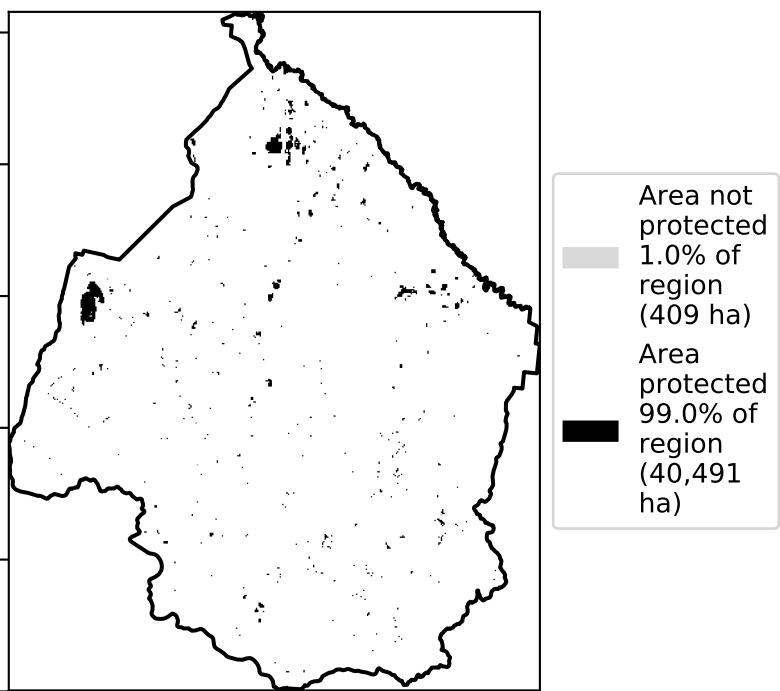 Area not
protected
1.0% of
region
(409 ha)
Area
protected
99.0% of
region
(40,491
ha)